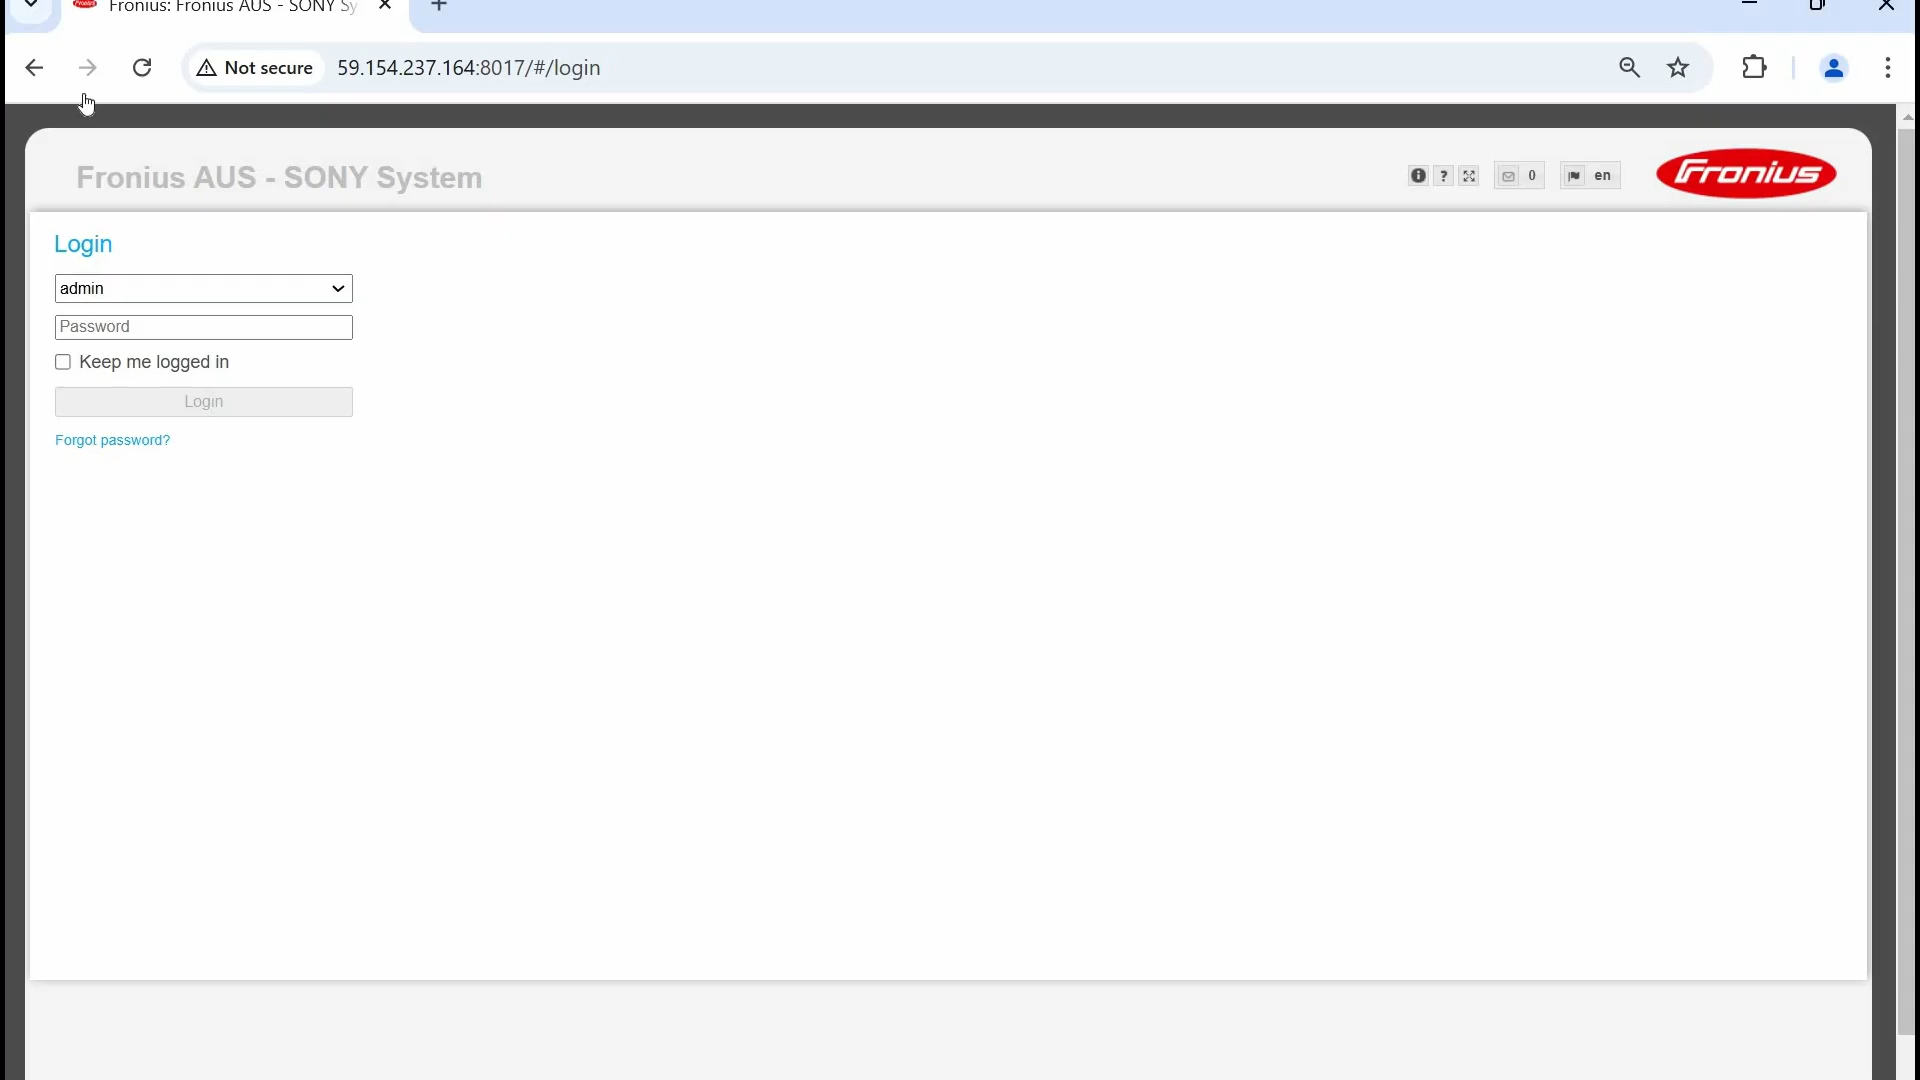 Fronius: Fronius AUS - SONY Sy
Not secure
59.154.237.164:8017/#/login
Fronius AUS - SONY System
?
0
en
Fronius
Login
admin
Password
Keep me logged in
Login
Forgot password?